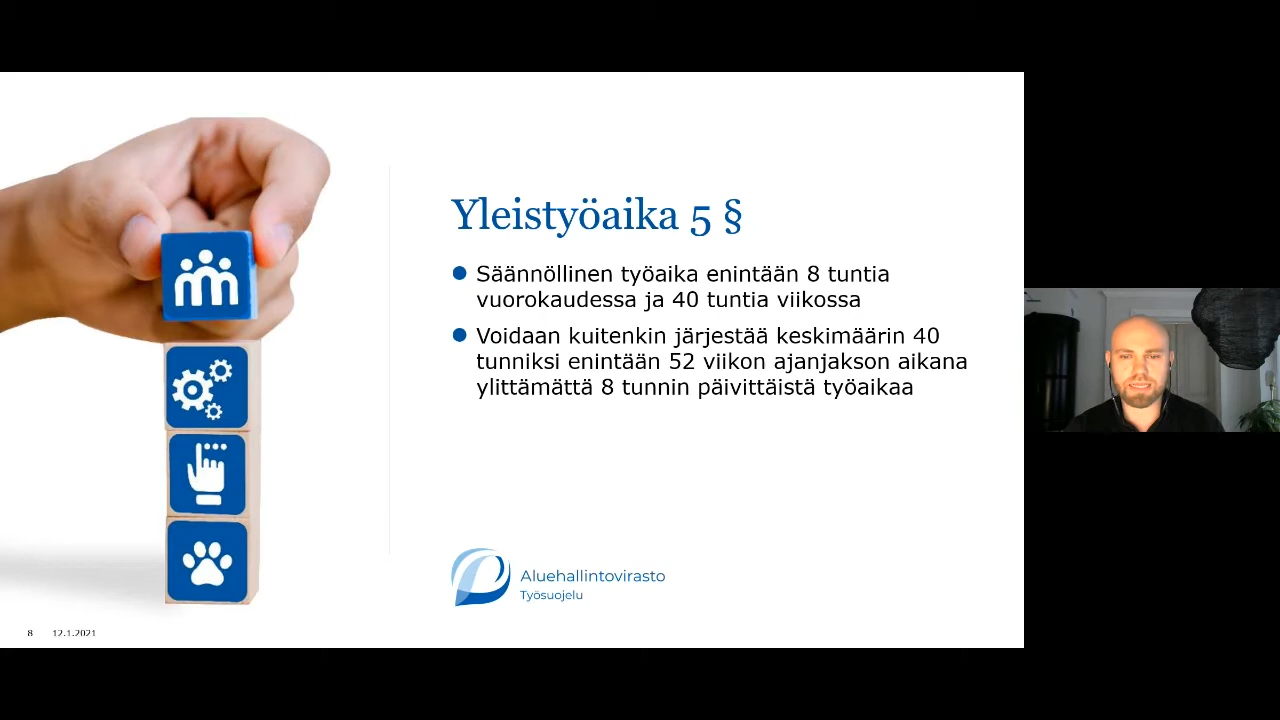 Yleistyöaika 5 §
Säännöllinen työaika enintään 8 tuntia
vuorokaudessa ja 40 tuntia viikossa
Voidaan kuitenkin järjestää keskimäärin 40
tunniksi enintään 52 viikon ajanjakson aikana
ylittämättä 8 tunnin päivittäistä työaikaa
Aluehallintovirasto
Työsuojelu
8 12.1.2021